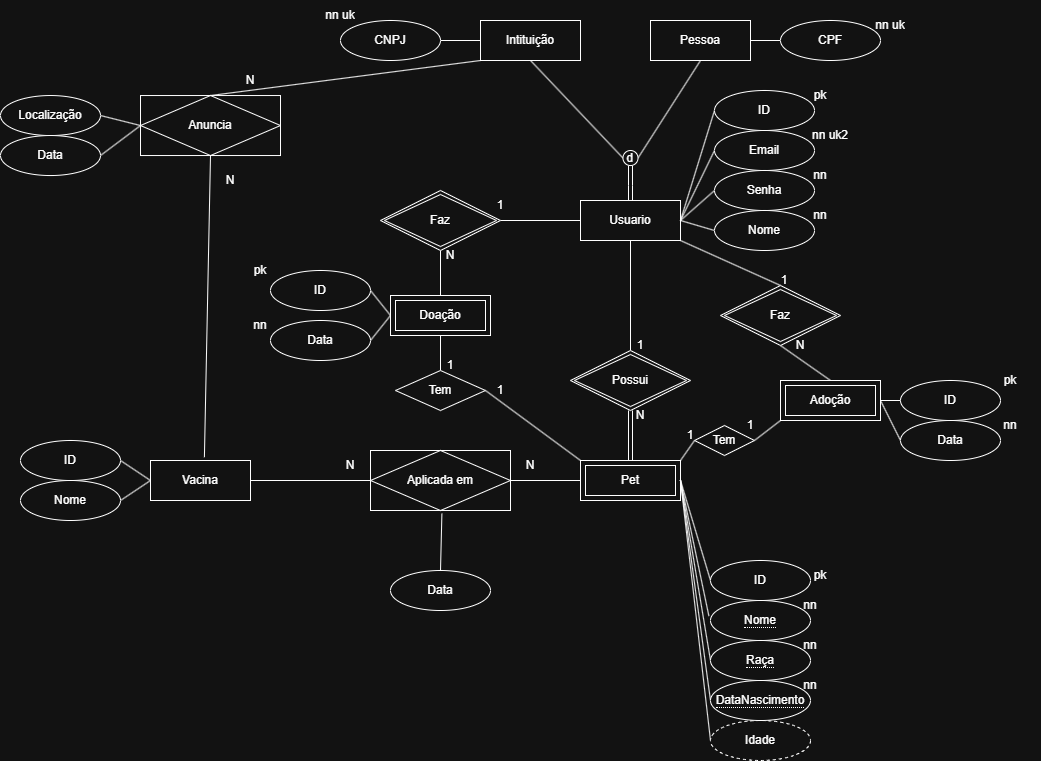 nn uk
CNPJ
Intituição
Pessoa
CPF
nn uk
N
Localização
Data
Anuncia
N
d
ID
pk
Email
nn uk2
Senha
nn
Nome
nn
Usuario
Faz
1
N
pk
ID
nn
Data
Doação
1
Tem
1
1
Faz
N
1
Possui
N
Adoção
ID
pk
Data
nn
1
Tem
1
ID
Nome
Vacina
N
Aplicada em
N
Pet
Data
ID
pk
Nome
nn
Raça
nn
DataNascimento
nn
Idade